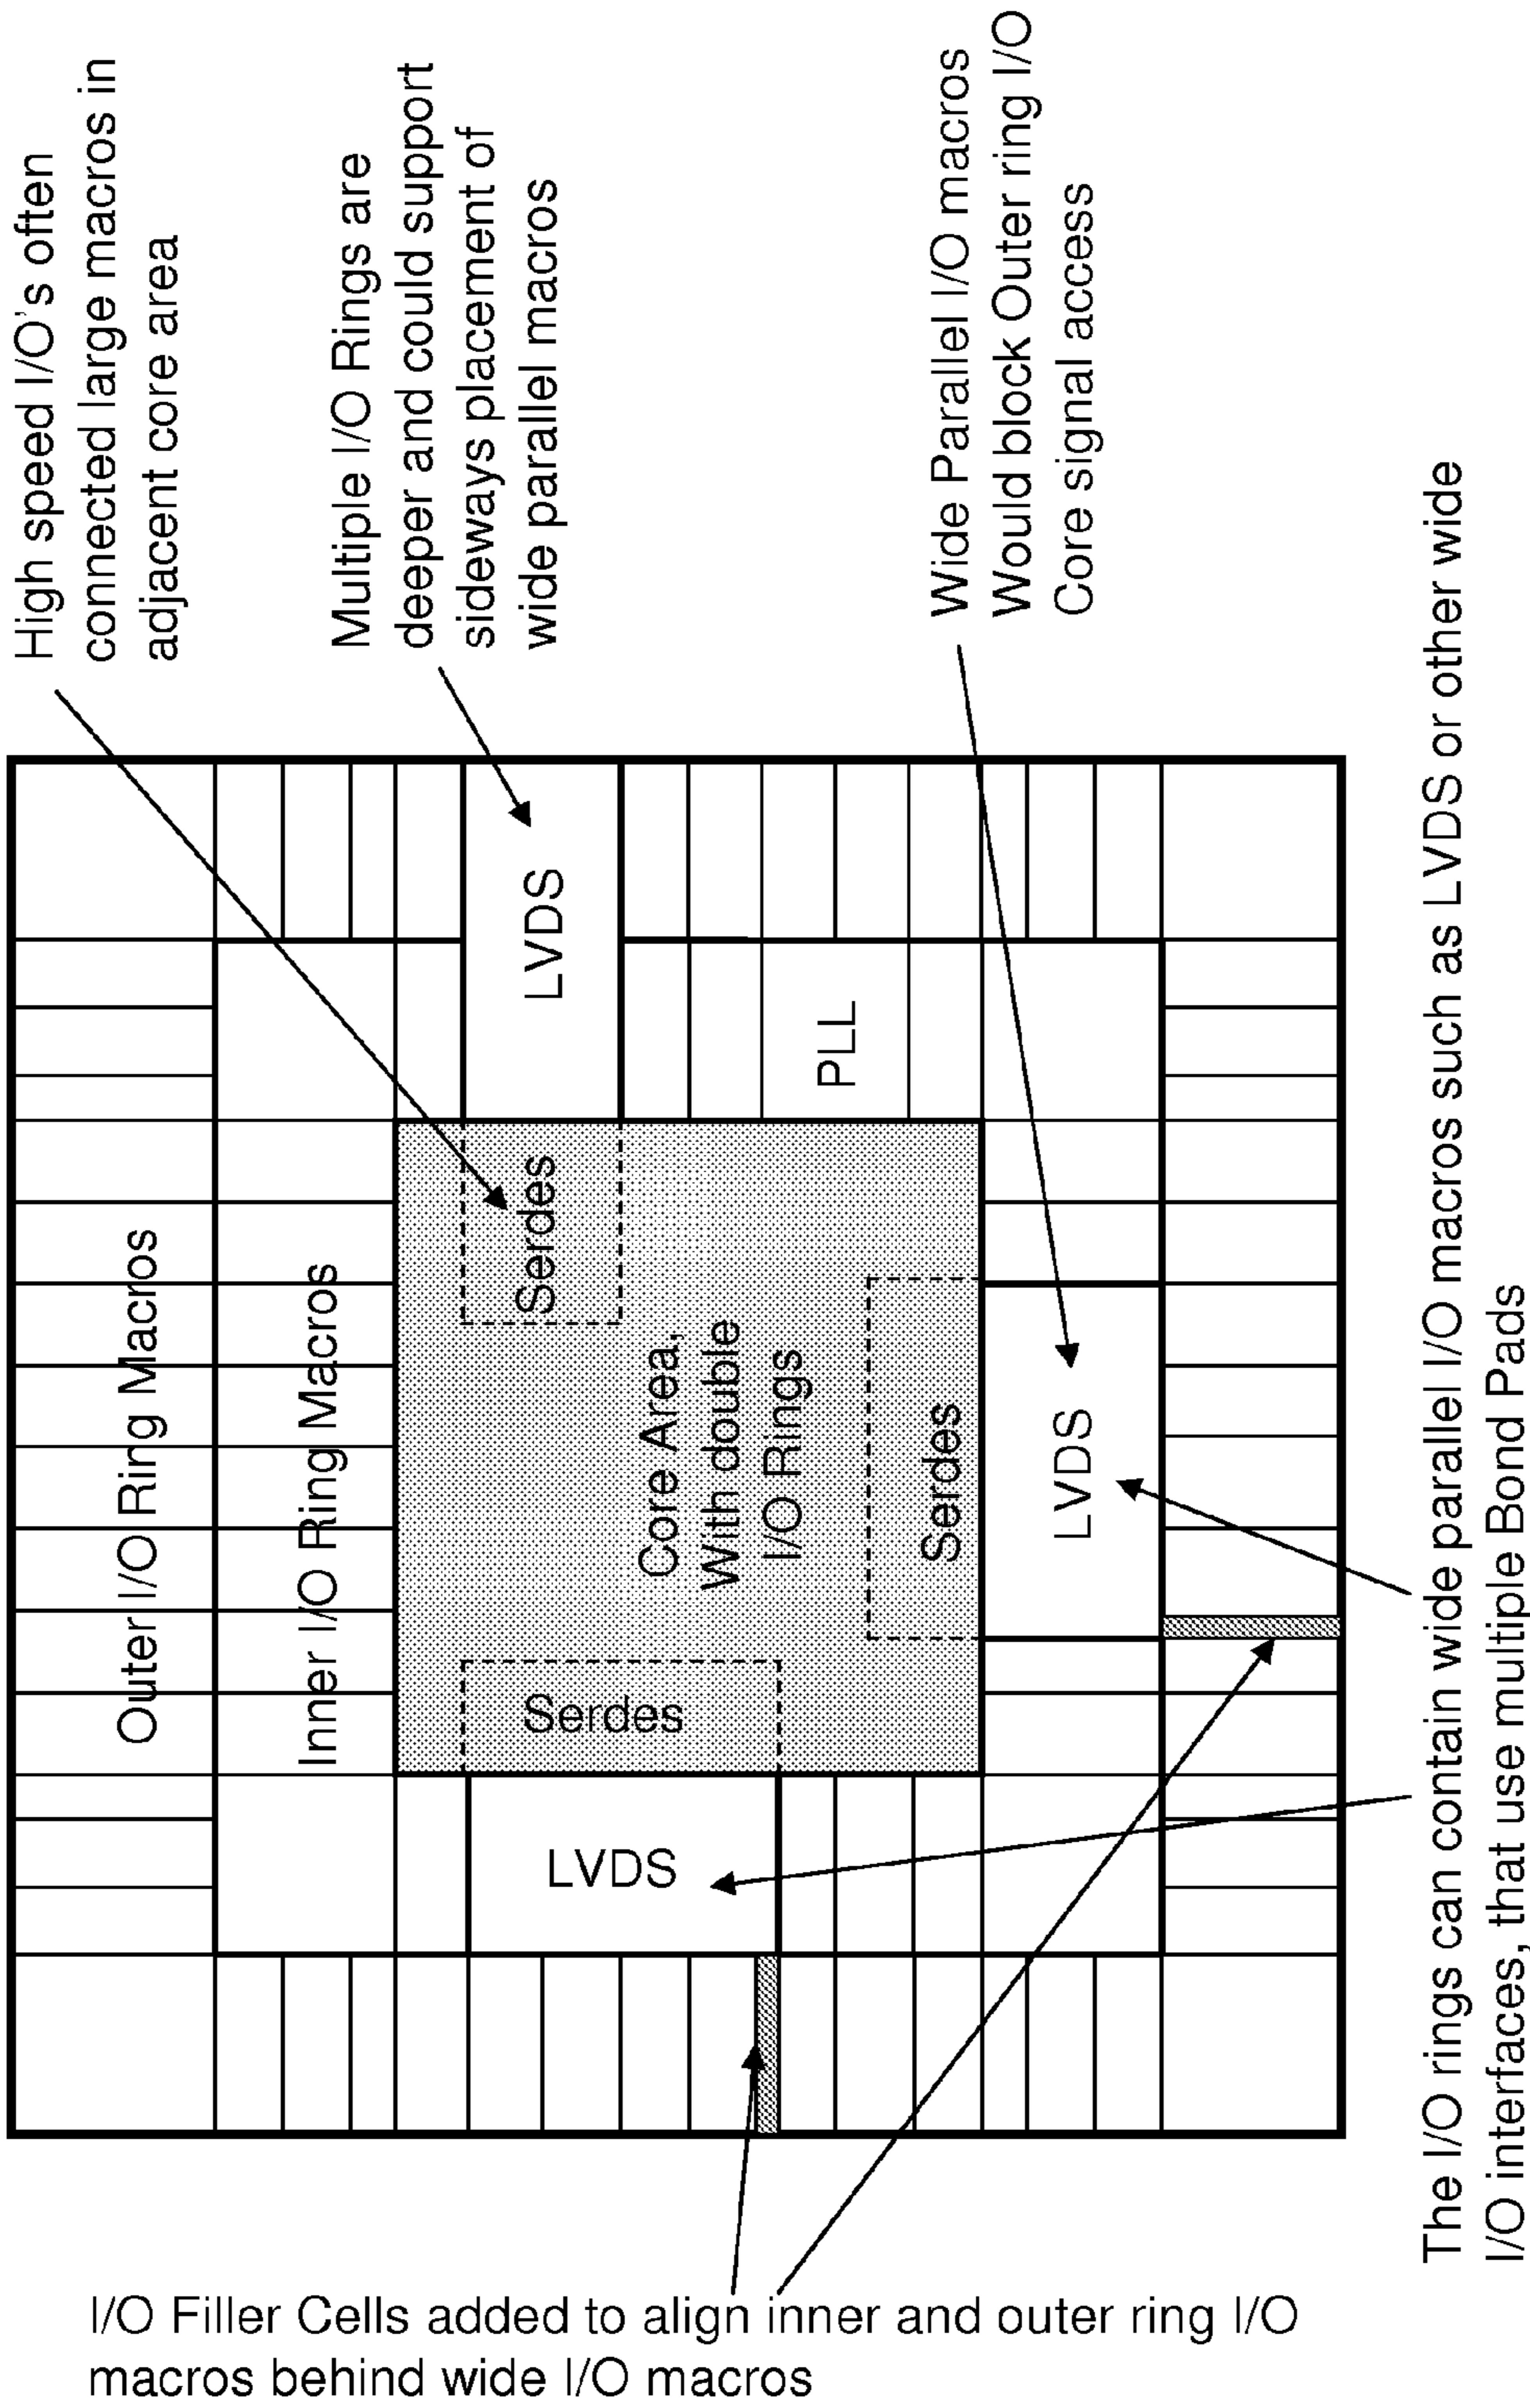 High speed I/O's often
connected large macros in
adjacent core area
Multiple I/O Rings are
deeper and could support
sideways placement of
wide parallel macros
Wide Parallel I/O macros
Would block Outer ring I/O
Core signal access
Outer I/O Ring Macros
Inner I/O Ring Macros
LVDS
PLL
Serdes
Core Area,
With double
I/O Rings
Serdes
LVDS
Serdes
LVDS
The I/O rings can contain wide parallel I/O macros such as LVDS or other wide
I/O interfaces, that use multiple Bond Pads
I/O Filler Cells added to align inner and outer ring I/O
macros behind wide I/O macros